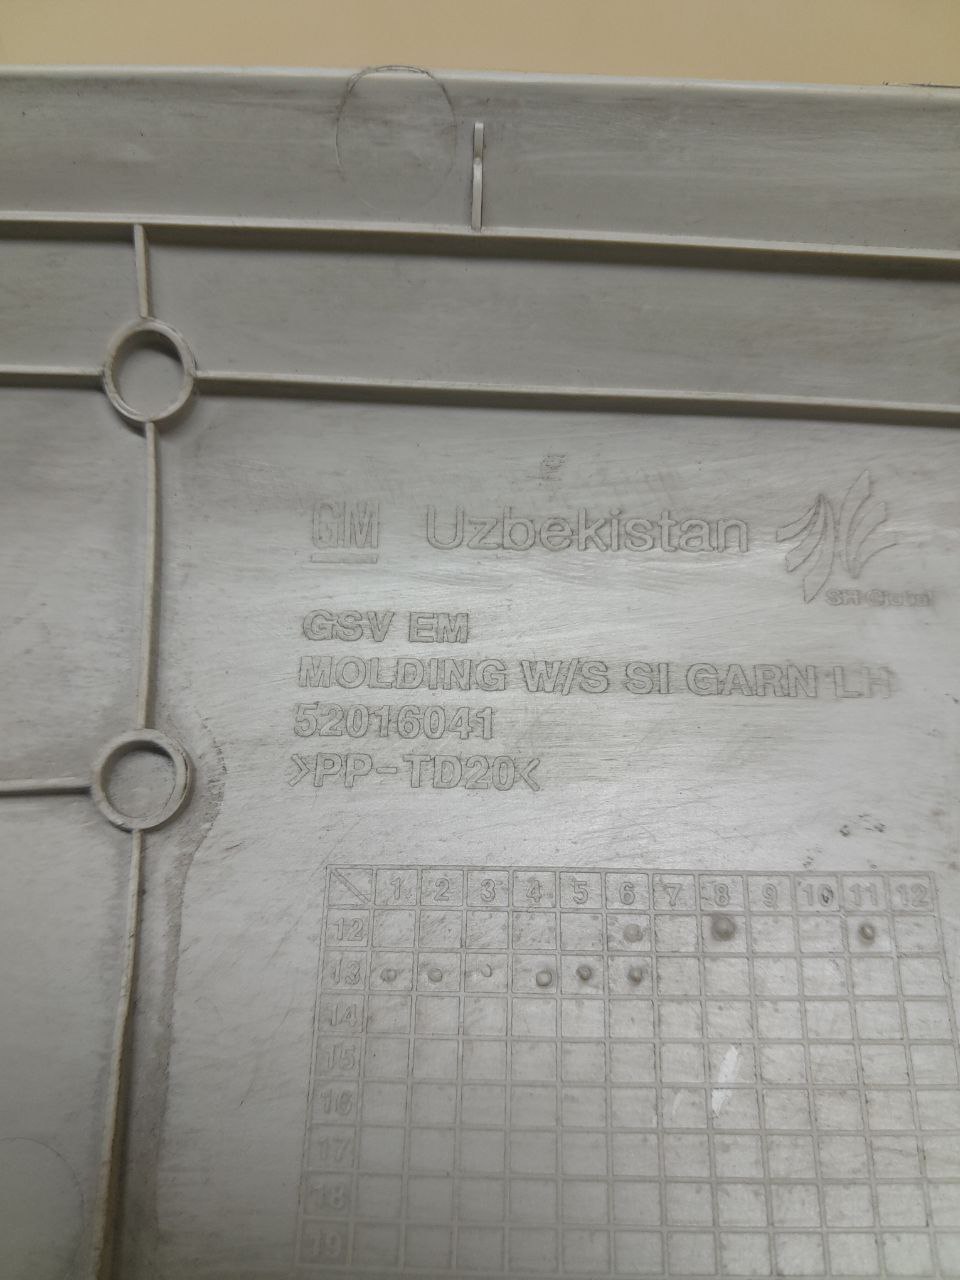 GM Uzbekistan
SH Global
GSV EM
MOLDING W/S SI GARN LH
52016041
>PP-TD20<
1 2 3 4 5 6 7 8 9 10 11 12
12
13
14
15
16
17
18
19